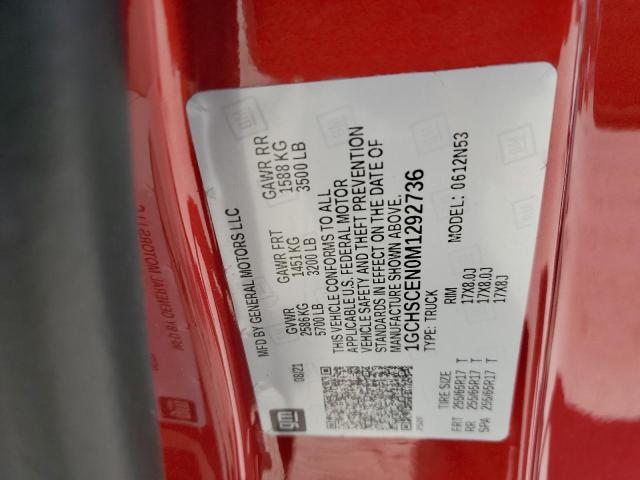 MFD BY GENERAL MOTORS LLC
08/21 GVWR GAWR FRT GAWR RR
2586 KG 1451 KG 1588 KG
5700 LB 3200 LB 3500 LB
THIS VEHICLE CONFORMS TO ALL
APPLICABLE U.S. FEDERAL MOTOR
VEHICLE SAFETY AND THEFT PREVENTION
STANDARDS IN EFFECT ON THE DATE OF
MANUFACTURE SHOWN ABOVE.
1GCHSCEN0M1292736
TYPE: TRUCK MODEL: 0612N53
TIRE SIZE RIM
FRT 255/65R17 T 17X8.0J
RR 255/65R17 T 17X8.0J
SPA 255/65R17 T 17X8J
gm